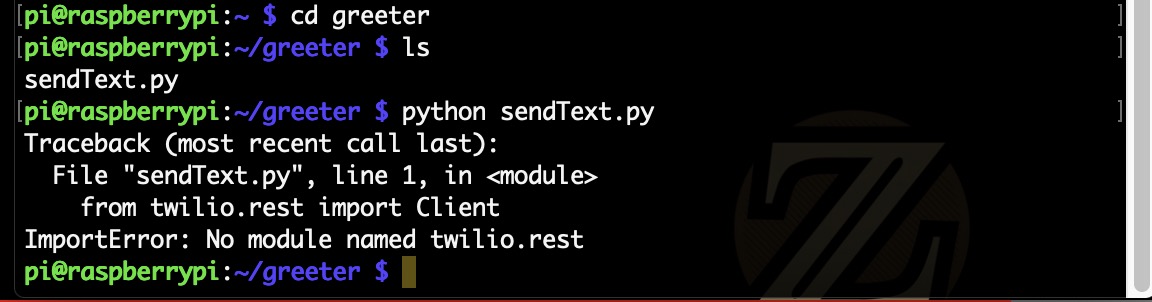 [pi@raspberrypi:~ $ cd greeter ]
[pi@raspberrypi:~/greeter $ ls ]
sendText.py
[pi@raspberrypi:~/greeter $ python sendText.py ]
Traceback (most recent call last):
  File "sendText.py", line 1, in <module>
    from twilio.rest import Client
ImportError: No module named twilio.rest
pi@raspberrypi:~/greeter $
Z